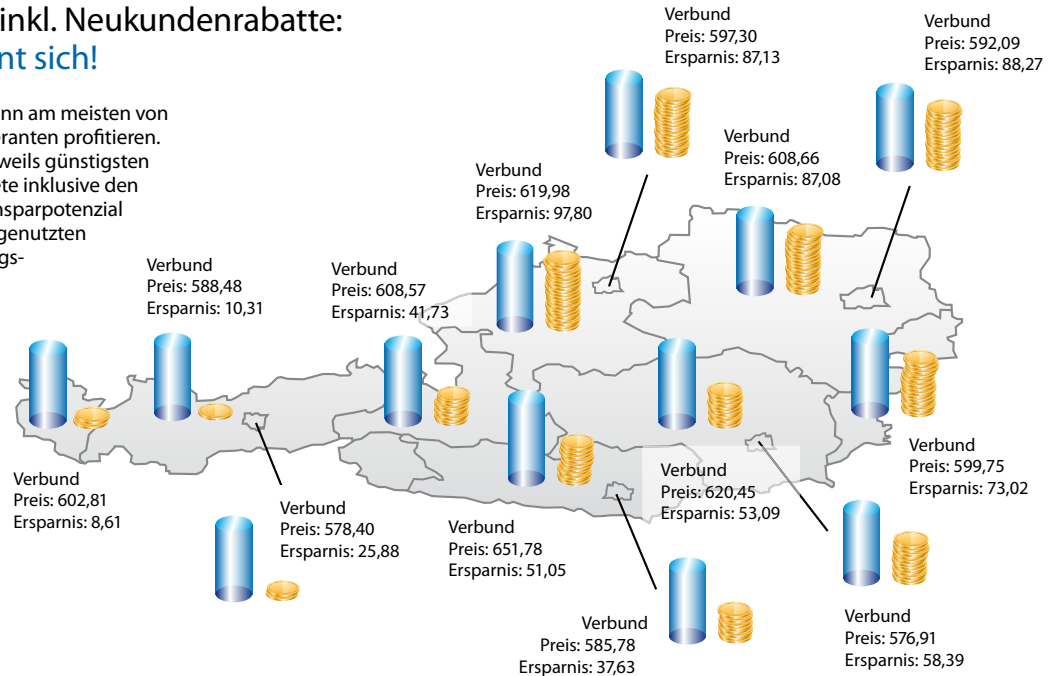 inkl. Neukundenrabatte:
nt sich!
nn am meisten von
eranten profitieren.
weils günstigsten
ete inklusive den
nsparpotenzial
genutzten
gs-
Verbund
Preis: 597,30
Ersparnis: 87,13
Verbund
Preis: 592,09
Ersparnis: 88,27
Verbund
Preis: 608,66
Ersparnis: 87,08
Verbund
Preis: 619,98
Ersparnis: 97,80
Verbund
Preis: 588,48
Ersparnis: 10,31
Verbund
Preis: 608,57
Ersparnis: 41,73
Verbund
Preis: 602,81
Ersparnis: 8,61
Verbund
Preis: 578,40
Ersparnis: 25,88
Verbund
Preis: 651,78
Ersparnis: 51,05
Verbund
Preis: 620,45
Ersparnis: 53,09
Verbund
Preis: 599,75
Ersparnis: 73,02
Verbund
Preis: 585,78
Ersparnis: 37,63
Verbund
Preis: 576,91
Ersparnis: 58,39